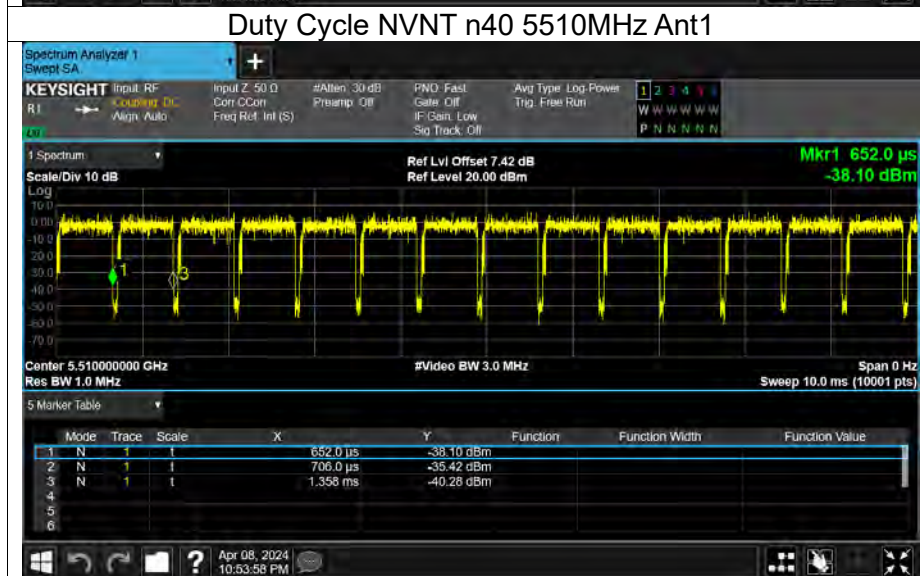 Duty Cycle NVNT n40 5510MHz Ant1
Spectrum Analyzer 1
Swept SA
+
KEYSIGHT Input: RF Input Z: 50 Ω #Atten: 30 dB PNO: Fast Avg Type: Log-Power 1 2 3 4 5 6
R1 Coupling: DC Corr CCorr Preamp: Off Gate: Off Trig: Free Run W W W W W W
Align: Auto Freq Ref: Int (S) IF Gain: Low
Sig Track: Off P N N N N N
1 Spectrum Ref Lvl Offset 7.42 dB Mkr1 652.0 µs
Scale/Div 10 dB Ref Level 20.00 dBm -38.10 dBm
Log
10.0
0.00
-10.0
-20.0
-30.0
-40.0
-50.0
-60.0
-70.0
1
3
Center 5.510000000 GHz #Video BW 3.0 MHz Span 0 Hz
Res BW 1.0 MHz Sweep 10.0 ms (10001 pts)
5 Marker Table
Mode Trace Scale X Y Function Function Width Function Value
1 N 1 t 652.0 µs -38.10 dBm
2 N 1 t 706.0 µs -35.42 dBm
3 N 1 t 1.358 ms -40.28 dBm
4
5
6
? Apr 08, 2024
10:53:58 PM